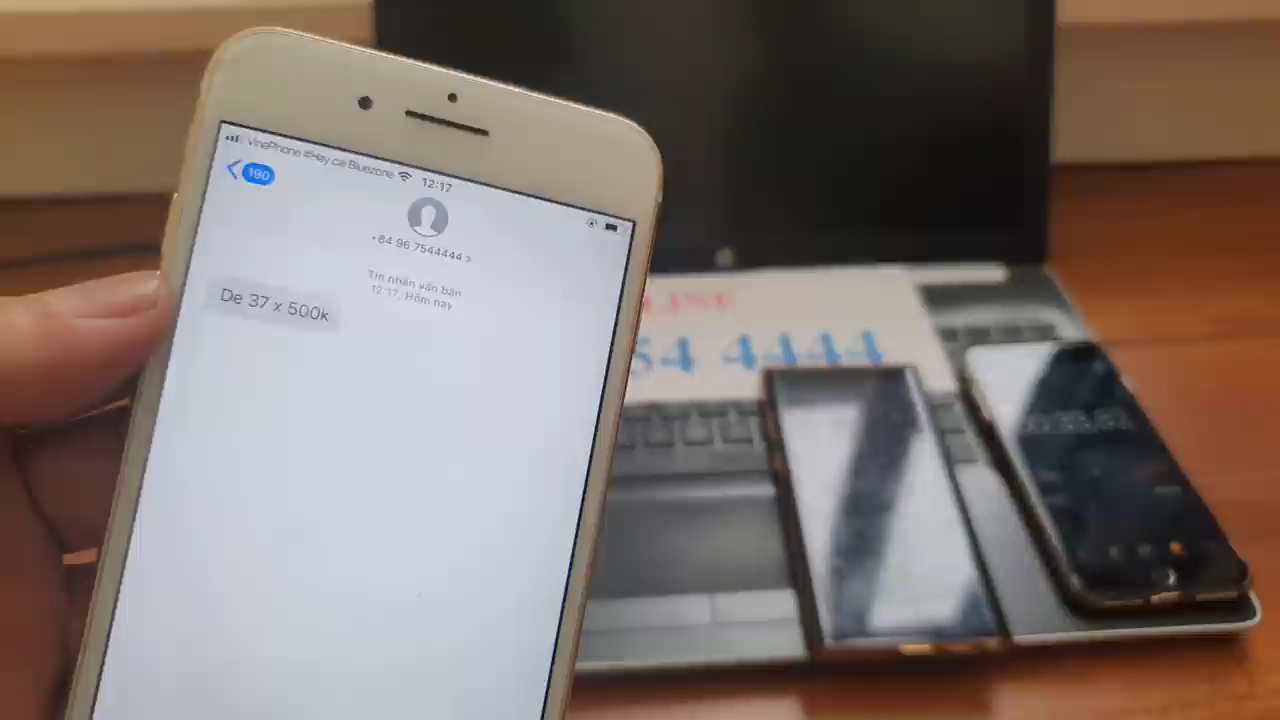 VinaPhone #Hay cai Bluezone 12:17
190
+84 96 7544444 >
Tin nhắn văn bản
12:17, Hôm nay
De 37 x 500k
LINE
54 4444